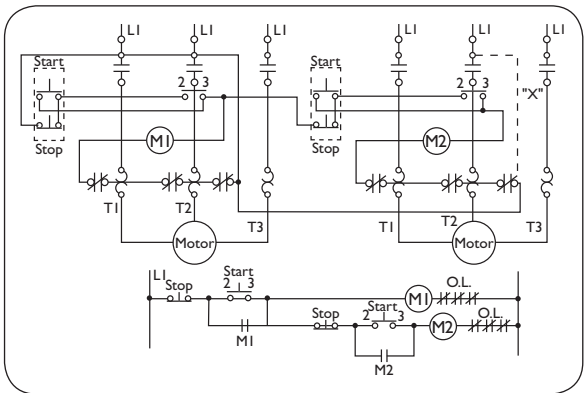 L1 L1 L1 L1 L1 L1
Start Start
2 3 2 3
"X"
Stop Stop
M1 M2
T1 T2 T3 T1 T2 T3
Motor Motor
L1
Stop Start 2 3 M1 O.L.
M1 Stop Start 2 3 M2 O.L.
M2